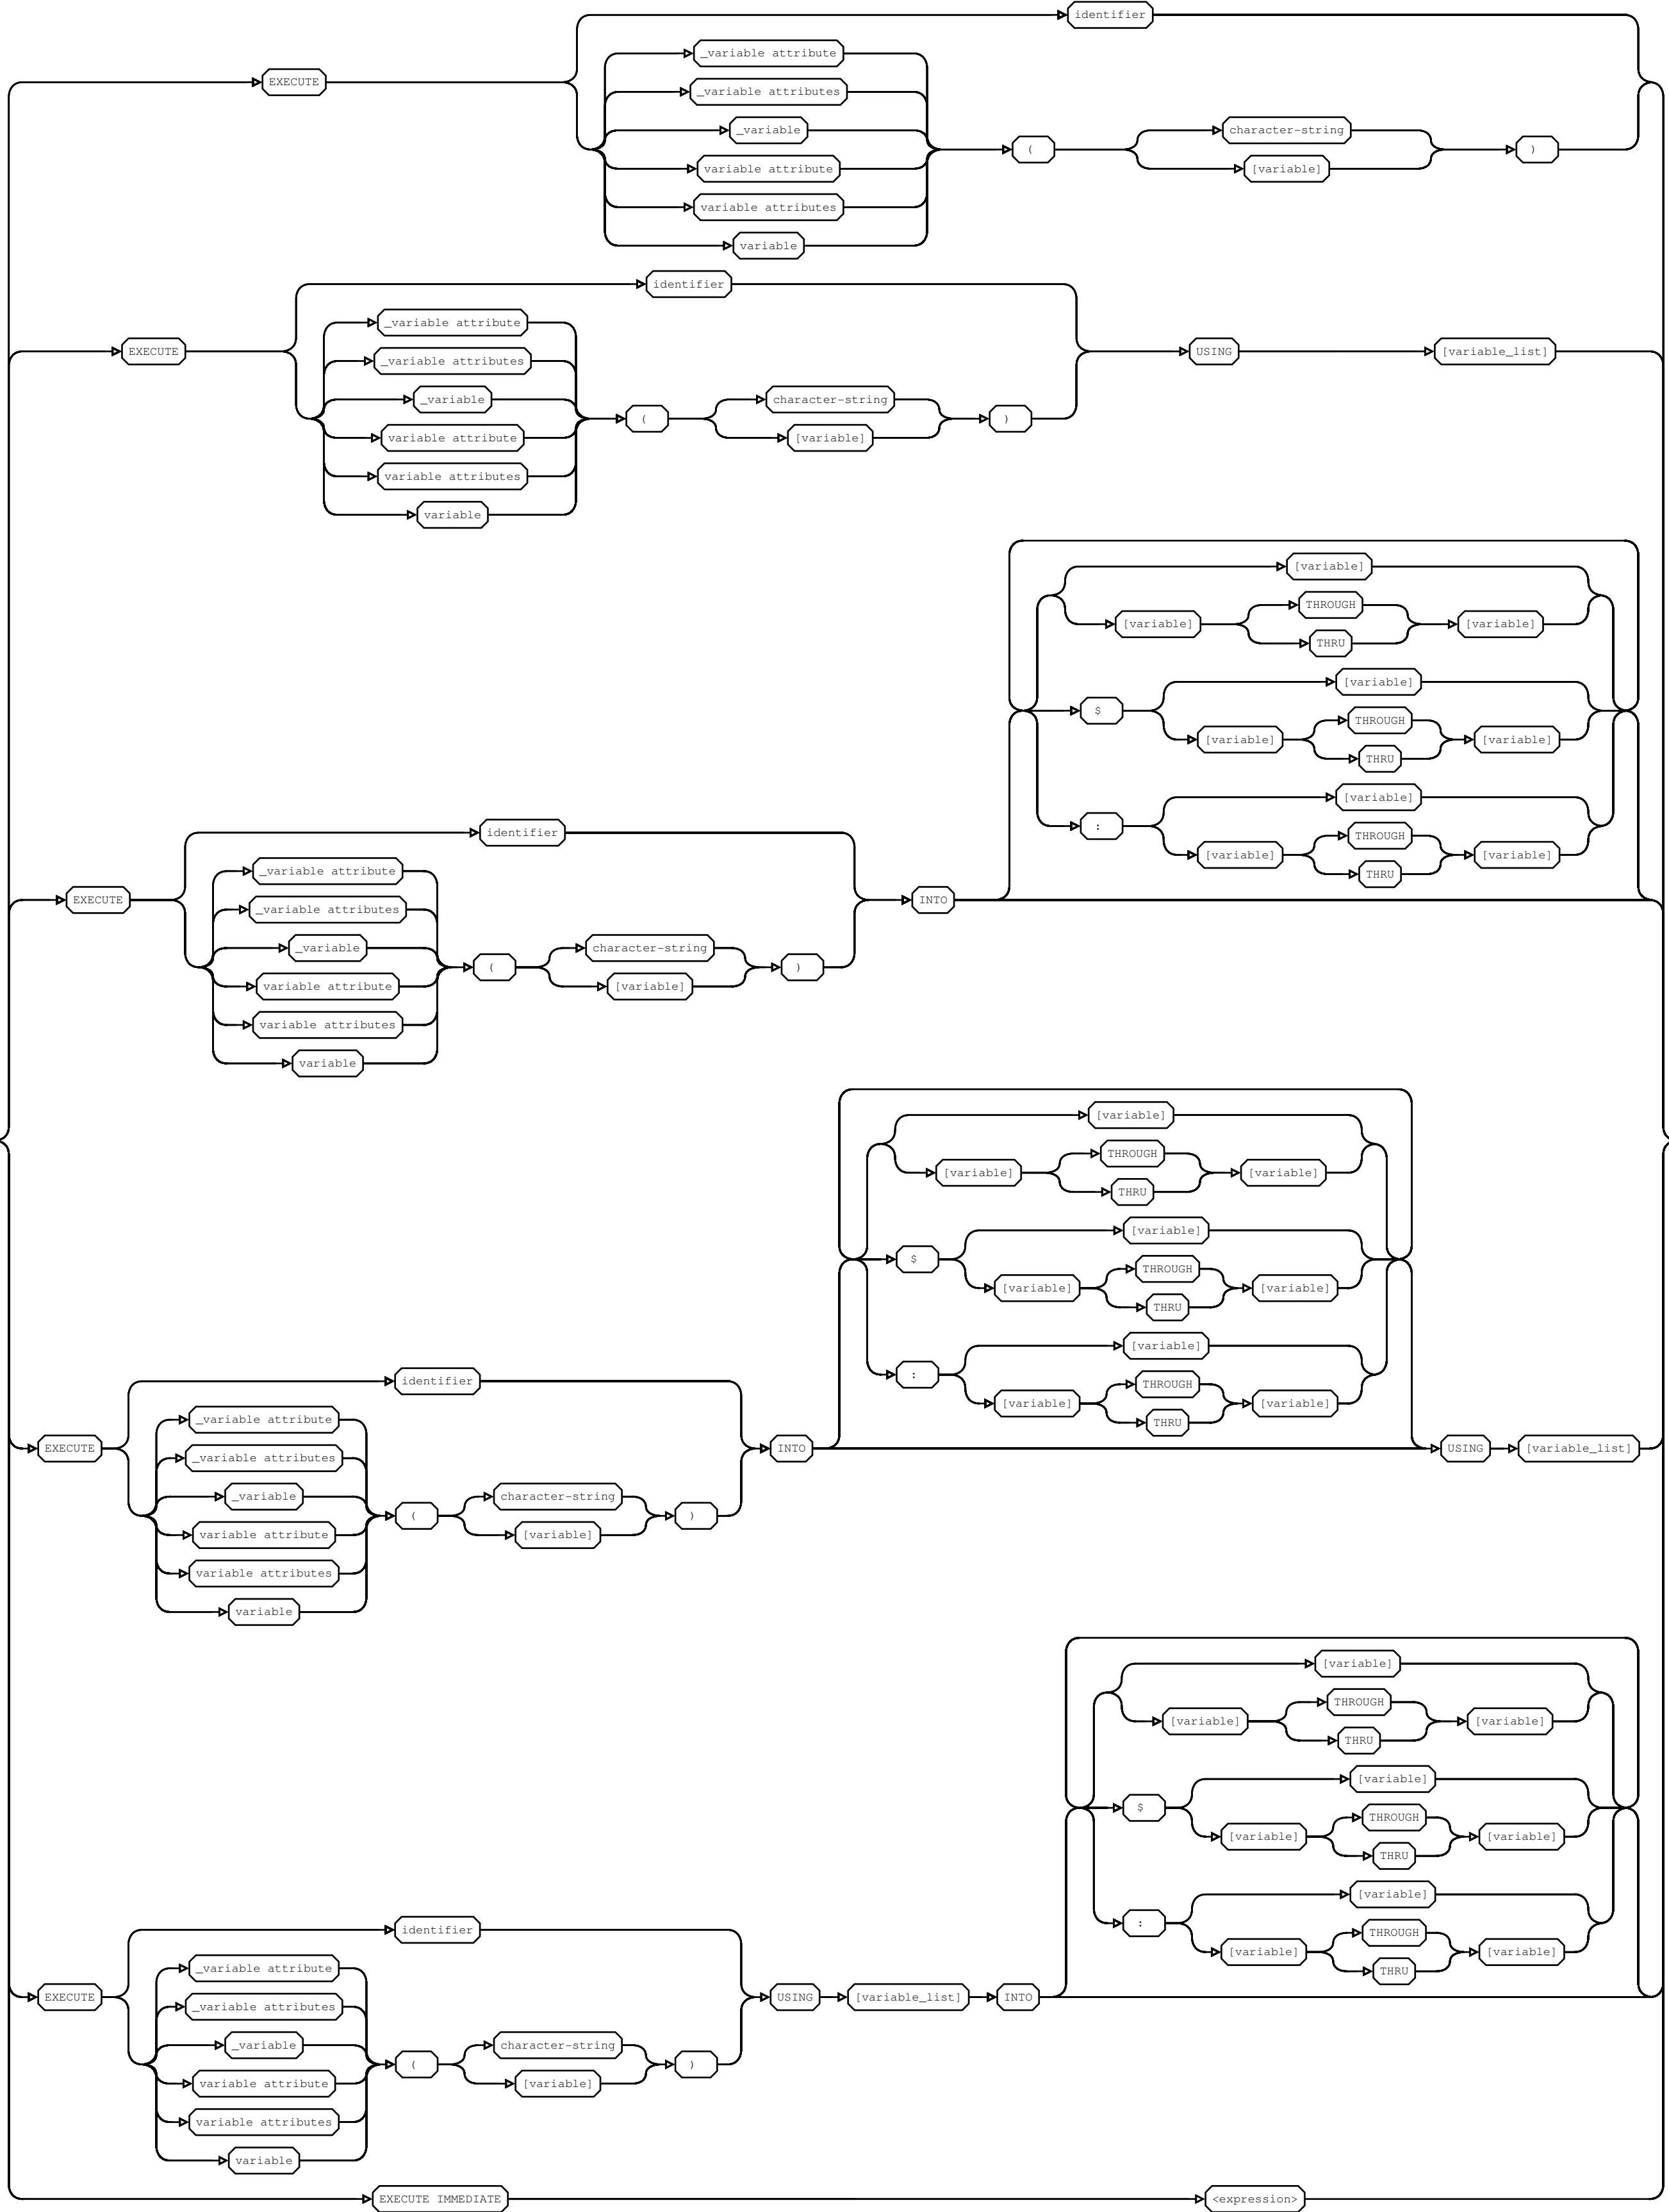 identifier
_variable attribute
EXECUTE
_variable attributes
_variable
character-string
(
)
variable attribute
[variable]
variable attributes
variable
identifier
_variable attribute
EXECUTE
USING
[variable_list]
_variable attributes
_variable
character-string
(
)
variable attribute
[variable]
variable attributes
variable
[variable]
THROUGH
[variable]
[variable]
THRU
[variable]
$
THROUGH
[variable]
[variable]
THRU
[variable]
:
identifier
THROUGH
[variable]
[variable]
_variable attribute
THRU
EXECUTE
INTO
_variable attributes
_variable
character-string
(
)
variable attribute
[variable]
variable attributes
variable
[variable]
THROUGH
[variable]
[variable]
THRU
[variable]
$
THROUGH
[variable]
[variable]
THRU
[variable]
:
identifier
THROUGH
[variable]
[variable]
_variable attribute
THRU
EXECUTE
INTO
USING
[variable_list]
_variable attributes
_variable
character-string
(
)
variable attribute
[variable]
variable attributes
variable
[variable]
THROUGH
[variable]
[variable]
THRU
[variable]
$
THROUGH
[variable]
[variable]
THRU
[variable]
:
identifier
THROUGH
[variable]
[variable]
_variable attribute
THRU
EXECUTE
USING
[variable_list]
INTO
_variable attributes
_variable
character-string
(
)
variable attribute
[variable]
variable attributes
variable
EXECUTE IMMEDIATE
<expression>